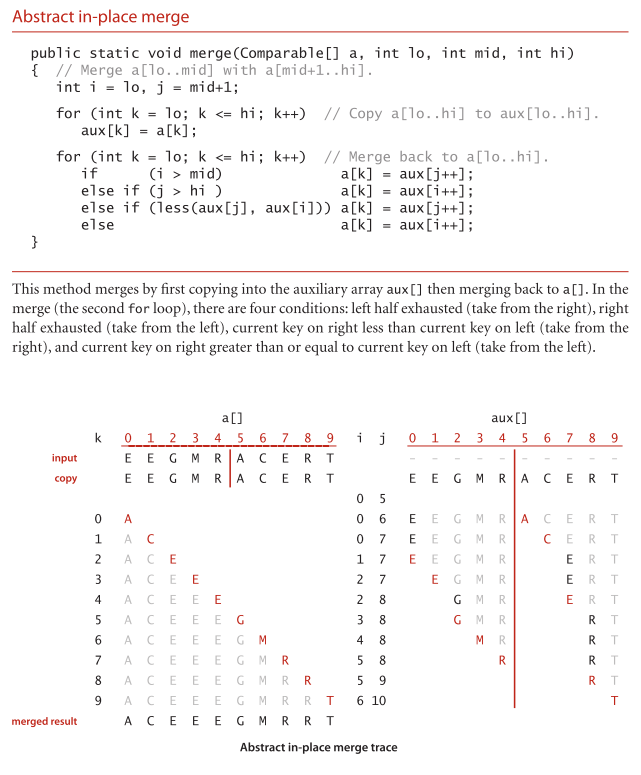 Abstract in-place merge
public static void merge(Comparable[] a, int lo, int mid, int hi)
{  // Merge a[lo..mid] with a[mid+1..hi].
   int i = lo, j = mid+1;
   for (int k = lo; k <= hi; k++)  // Copy a[lo..hi] to aux[lo..hi].
      aux[k] = a[k];
   for (int k = lo; k <= hi; k++)  // Merge back to a[lo..hi].
      if      (i > mid)              a[k] = aux[j++];
      else if (j > hi )              a[k] = aux[i++];
      else if (less(aux[j], aux[i])) a[k] = aux[j++];
      else                           a[k] = aux[i++];
}
This method merges by first copying into the auxiliary array aux[] then merging back to a[]. In the
merge (the second for loop), there are four conditions: left half exhausted (take from the right), right
half exhausted (take from the left), current key on right less than current key on left (take from the
right), and current key on right greater than or equal to current key on left (take from the left).
a[] aux[]
k 0 1 2 3 4 5 6 7 8 9 i j 0 1 2 3 4 5 6 7 8 9
input E E G M R A C E R T - - - - - - - - - -
copy E E G M R A C E R T E E G M R A C E R T
0 5
0 A 0 6 E E G M R A C E R T
1 A C 0 7 E E G M R C E R T
2 A C E 1 7 E E G M R E R T
3 A C E E 2 7 E G M R E R T
4 A C E E E 2 8 G M R E R T
5 A C E E E G 3 8 G M R R T
6 A C E E E G M 4 8 M R R T
7 A C E E E G M R 5 8 R R T
8 A C E E E G M R R 5 9 R T
9 A C E E E G M R R T 6 10 T
merged result A C E E E G M R R T
Abstract in-place merge trace